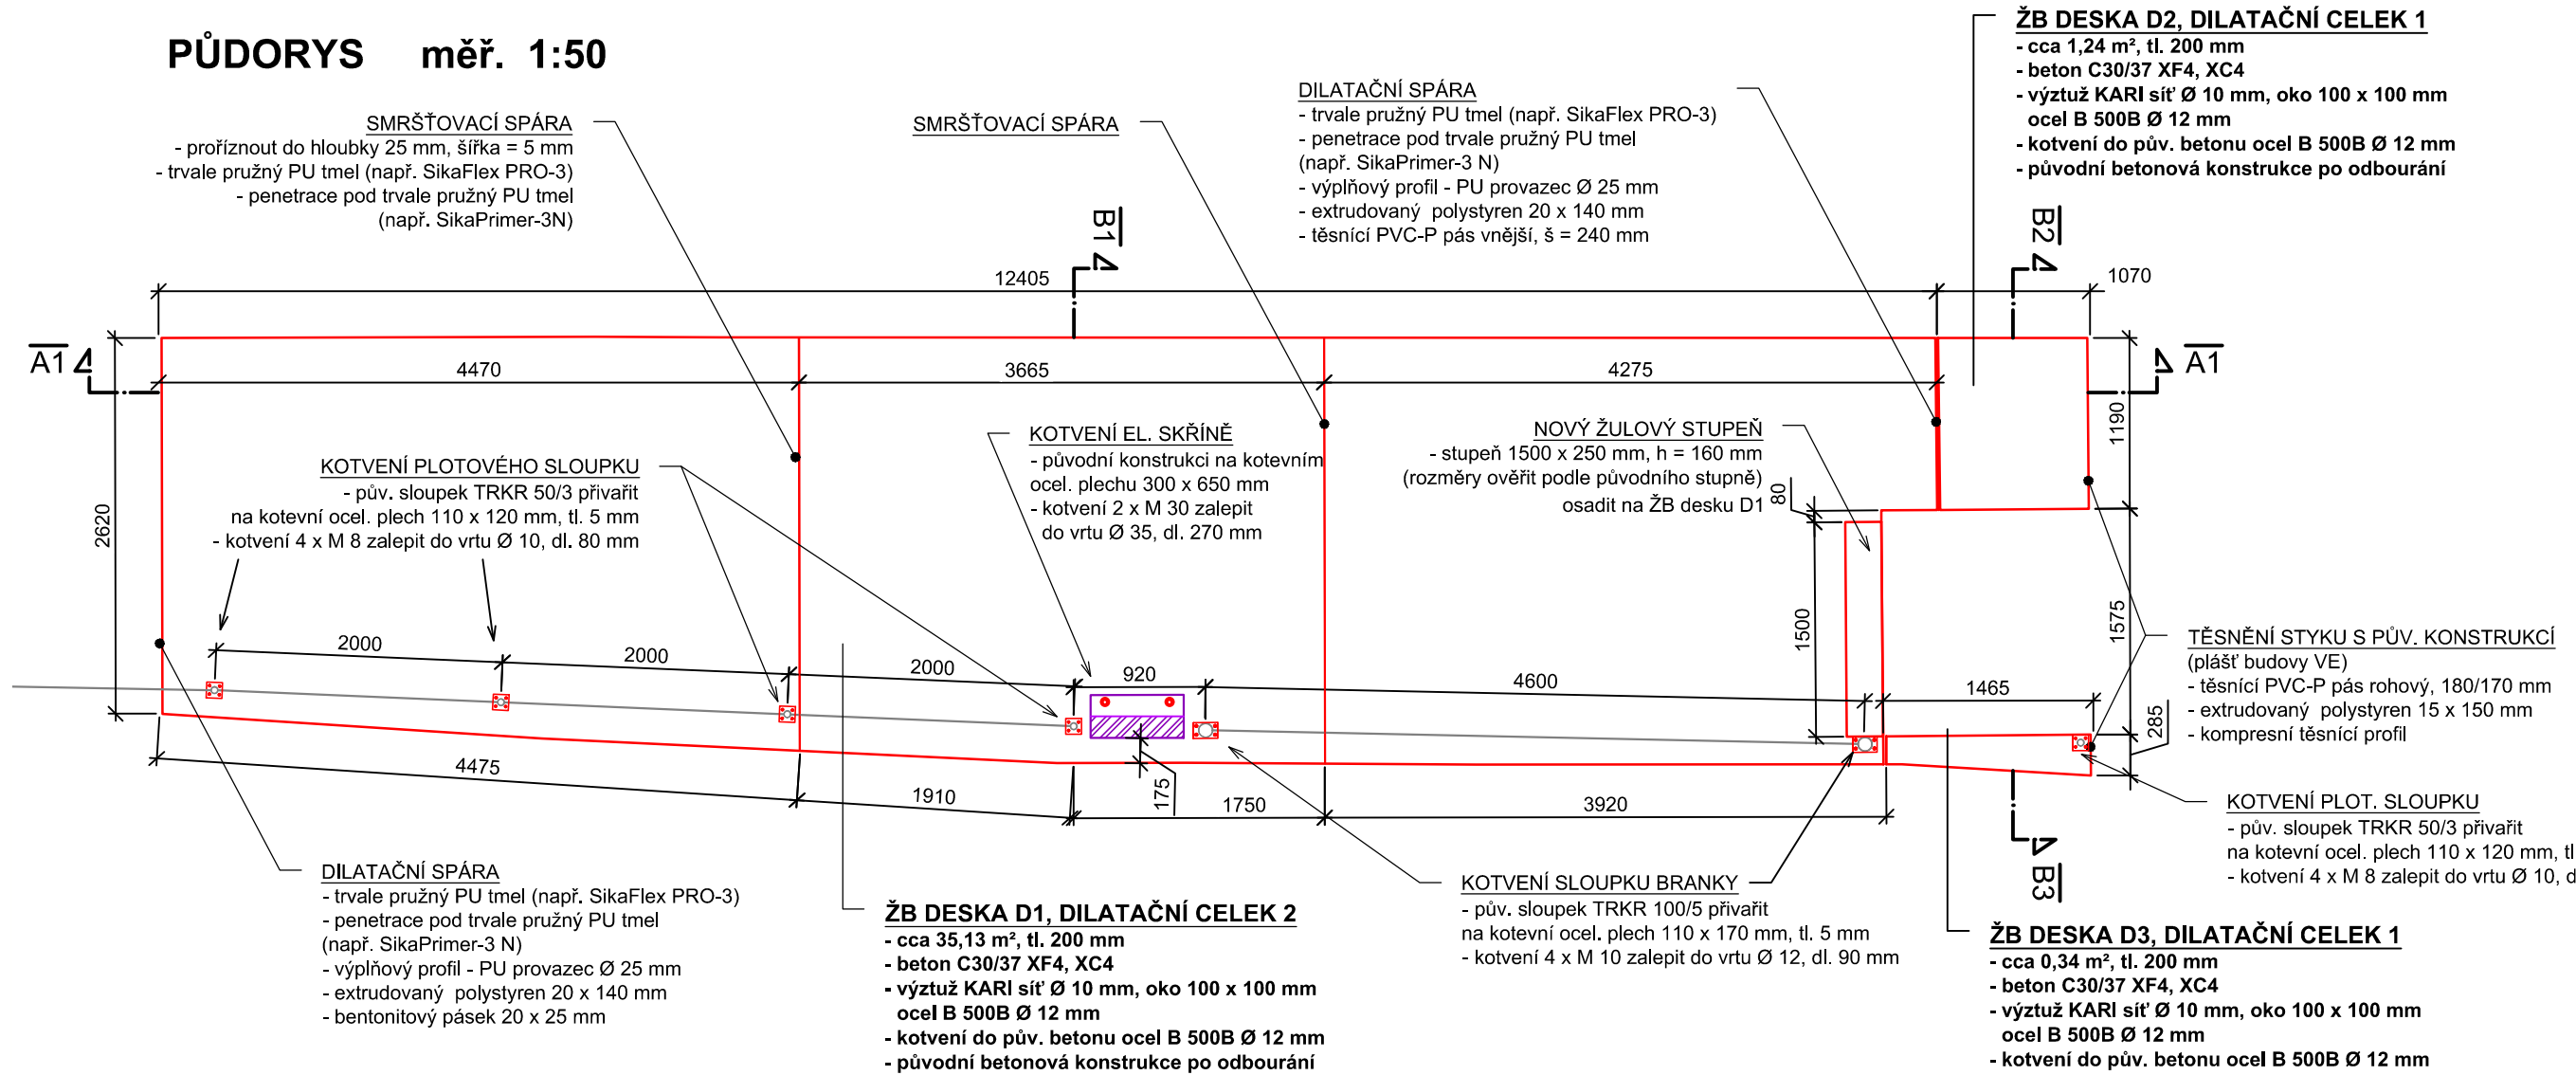 PŮDORYS měř. 1:50
SMRŠŤOVACÍ SPÁRA
- proříznout do hloubky 25 mm, šířka = 5 mm
- trvale pružný PU tmel (např. SikaFlex PRO-3)
- penetrace pod trvale pružný PU tmel
(např. SikaPrimer-3N)
SMRŠŤOVACÍ SPÁRA
DILATAČNÍ SPÁRA
- trvale pružný PU tmel (např. SikaFlex PRO-3)
- penetrace pod trvale pružný PU tmel
(např. SikaPrimer-3 N)
- výplňový profil - PU provazec Ø 25 mm
- extrudovaný polystyren 20 x 140 mm
- těsnící PVC-P pás vnější, š = 240 mm
ŽB DESKA D2, DILATAČNÍ CELEK 1
- cca 1,24 m², tl. 200 mm
- beton C30/37 XF4, XC4
- výztuž KARI síť Ø 10 mm, oko 100 x 100 mm
ocel B 500B Ø 12 mm
- kotvení do pův. betonu ocel B 500B Ø 12 mm
- původní betonová konstrukce po odbourání
B1
B2
12405
1070
A1
A1
4470
3665
4275
1190
2620
KOTVENÍ PLOTOVÉHO SLOUPKU
- pův. sloupek TRKR 50/3 přivařit
na kotevní ocel. plech 110 x 120 mm, tl. 5 mm
- kotvení 4 x M 8 zalepit do vrtu Ø 10, dl. 80 mm
KOTVENÍ EL. SKŘÍNĚ
- původní konstrukci na kotevním
ocel. plechu 300 x 650 mm
- kotvení 2 x M 30 zalepit
do vrtu Ø 35, dl. 270 mm
NOVÝ ŽULOVÝ STUPEŇ
- stupeň 1500 x 250 mm, h = 160 mm
(rozměry ověřit podle původního stupně)
osadit na ŽB desku D1
80
1500
1575
2000
2000
2000
920
4600
1465
285
TĚSNĚNÍ STYKU S PŮV. KONSTRUKCÍ
(plášť budovy VE)
- těsnící PVC-P pás rohový, 180/170 mm
- extrudovaný polystyren 15 x 150 mm
- kompresní těsnící profil
4475
1910
175
1750
3920
KOTVENÍ PLOT. SLOUPKU
- pův. sloupek TRKR 50/3 přivařit
na kotevní ocel. plech 110 x 120 mm, tl
- kotvení 4 x M 8 zalepit do vrtu Ø 10, d
B3
DILATAČNÍ SPÁRA
- trvale pružný PU tmel (např. SikaFlex PRO-3)
- penetrace pod trvale pružný PU tmel
(např. SikaPrimer-3 N)
- výplňový profil - PU provazec Ø 25 mm
- extrudovaný polystyren 20 x 140 mm
- bentonitový pásek 20 x 25 mm
ŽB DESKA D1, DILATAČNÍ CELEK 2
- cca 35,13 m², tl. 200 mm
- beton C30/37 XF4, XC4
- výztuž KARI síť Ø 10 mm, oko 100 x 100 mm
ocel B 500B Ø 12 mm
- kotvení do pův. betonu ocel B 500B Ø 12 mm
- původní betonová konstrukce po odbourání
KOTVENÍ SLOUPKU BRANKY
- pův. sloupek TRKR 100/5 přivařit
na kotevní ocel. plech 110 x 170 mm, tl. 5 mm
- kotvení 4 x M 10 zalepit do vrtu Ø 12, dl. 90 mm
ŽB DESKA D3, DILATAČNÍ CELEK 1
- cca 0,34 m², tl. 200 mm
- beton C30/37 XF4, XC4
- výztuž KARI síť Ø 10 mm, oko 100 x 100 mm
ocel B 500B Ø 12 mm
- kotvení do pův. betonu ocel B 500B Ø 12 mm